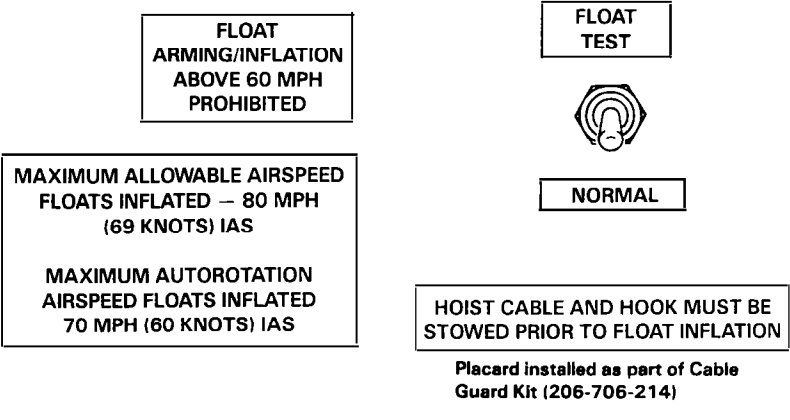 FLOAT
ARMING/INFLATION
ABOVE 60 MPH
PROHIBITED
MAXIMUM ALLOWABLE AIRSPEED
FLOATS INFLATED — 80 MPH
(69 KNOTS) IAS
MAXIMUM AUTOROTATION
AIRSPEED FLOATS INFLATED
70 MPH (60 KNOTS) IAS
FLOAT
TEST
NORMAL
HOIST CABLE AND HOOK MUST BE
STOWED PRIOR TO FLOAT INFLATION
Placard installed as part of Cable
Guard Kit (206-706-214)